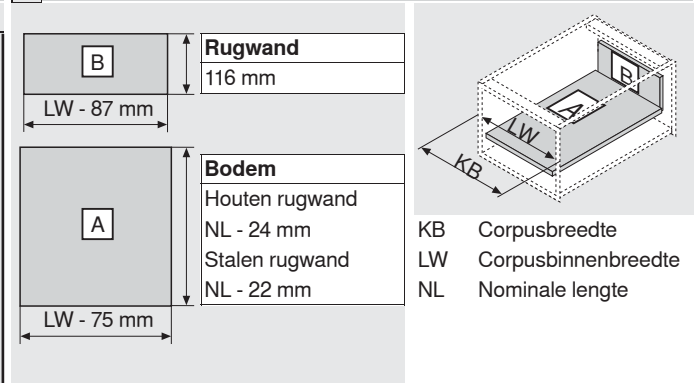 B
Rugwand
116 mm
LW - 87 mm
A
Bodem
Houten rugwand
NL - 24 mm
Stalen rugwand
NL - 22 mm
LW - 75 mm
B
A
LW
KB
KB Corpusbreedte
LW Corpusbinnenbreedte
NL Nominale lengte